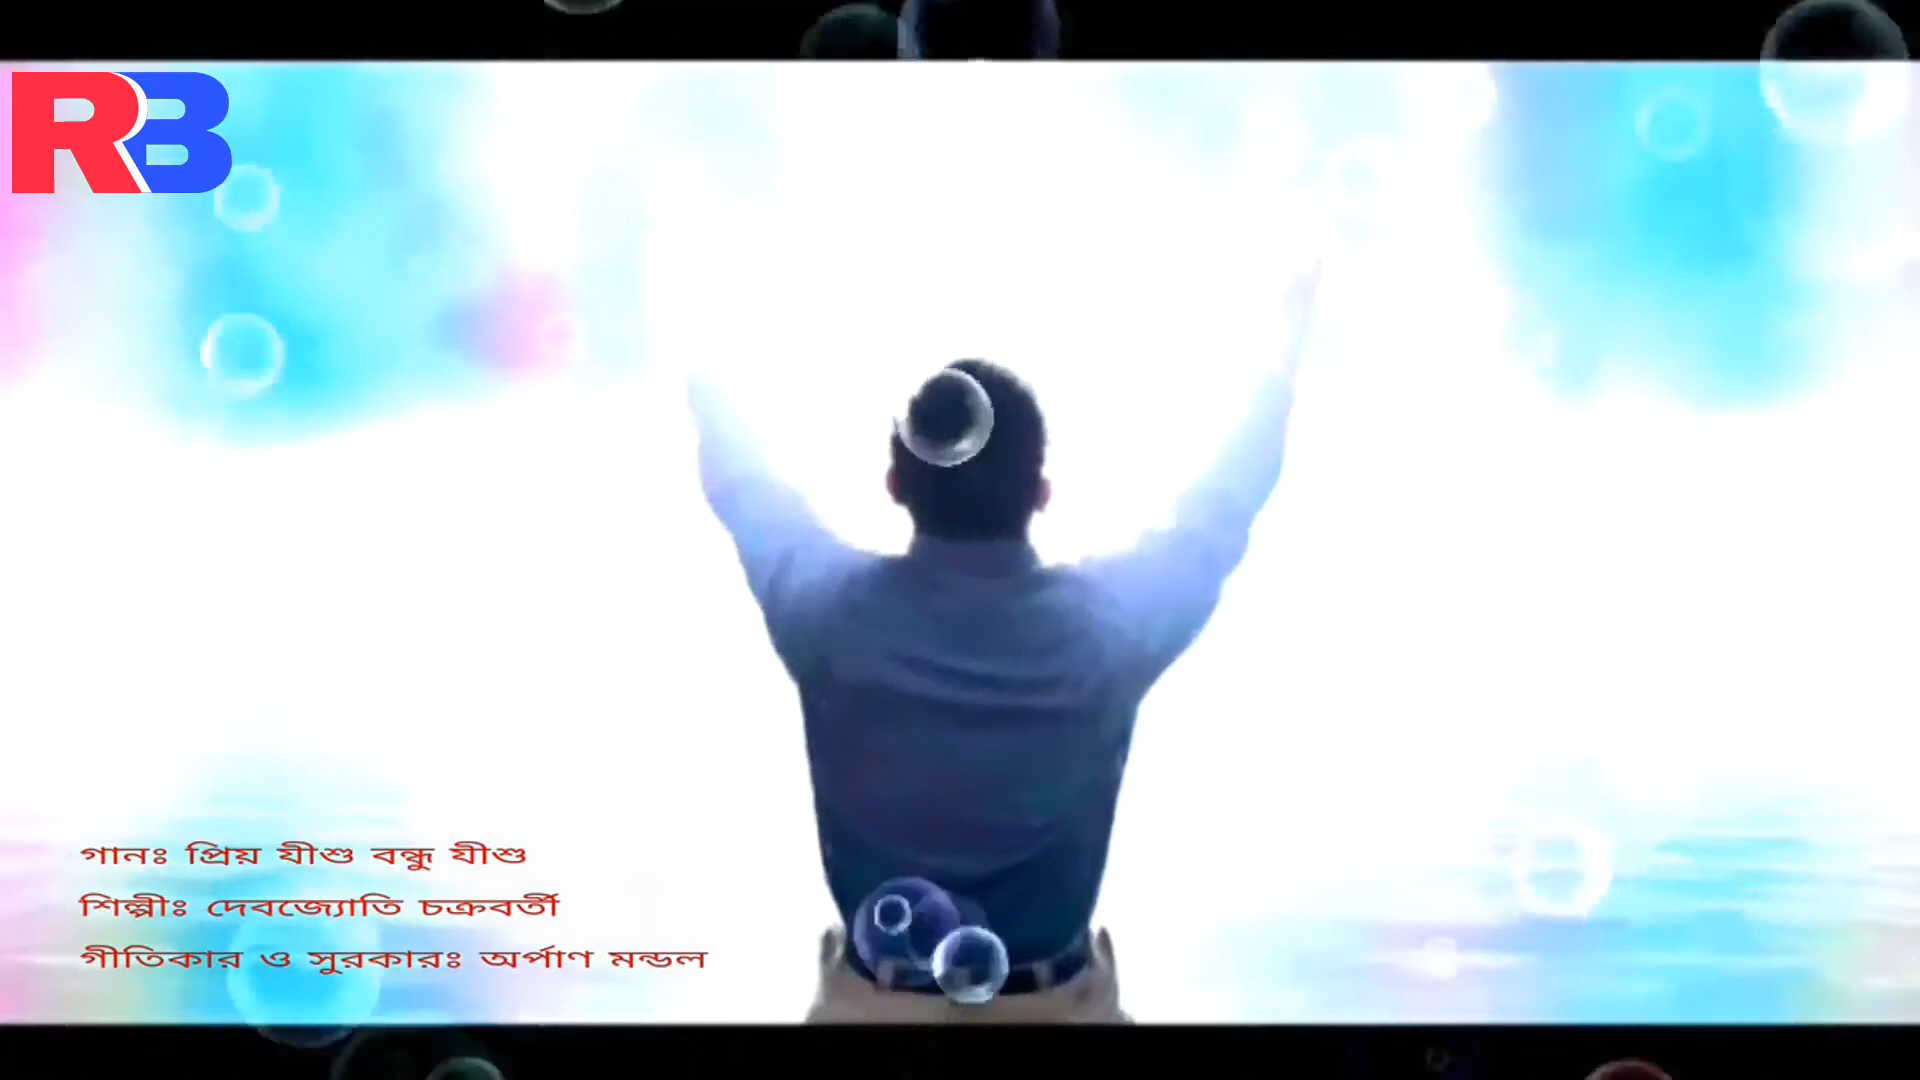 RB
গানঃ প্রিয় যীশু বন্ধু যীশু
শিল্পীঃ দেবজ্যোতি চক্রবর্তী
গীতিকার ও সুরকারঃ অর্পাণ মন্ডল